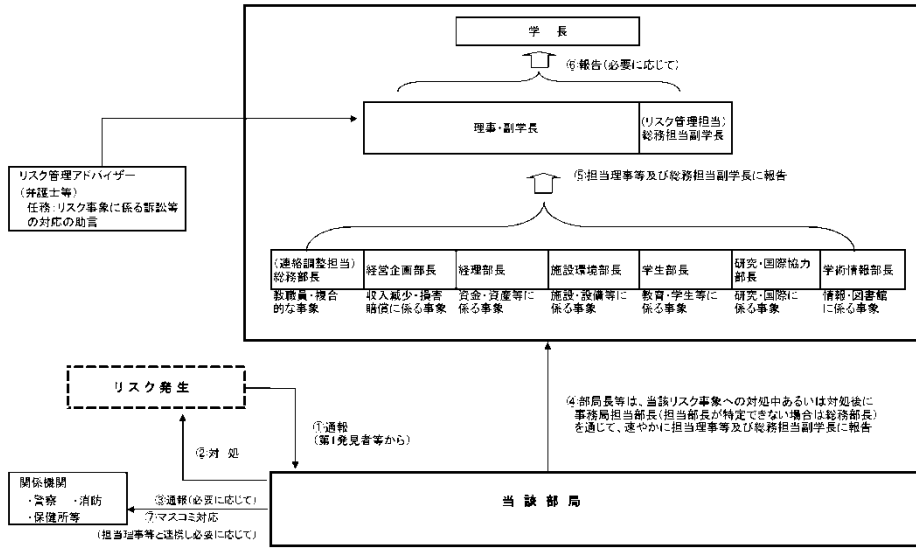 学 長
⑥報告(必要に応じて)
理事・副学長
(リスク管理担当)
総務担当副学長
リスク管理アドバイザー
(弁護士等)
任務:リスク事象に係る訴訟等
の対応の助言
⑤担当理事等及び総務担当副学長に報告
(連絡調整担当)
総務部長
経営企画部長
経理部長
施設環境部長
学生部長
研究・国際協力
部長
学術情報部長
教職員・複合
的な事象
収入減少・損害
賠償に係る事象
資金・資産等に
係る事象
施設・設備等に
係る事象
教育・学生等に
係る事象
研究・国際に
係る事象
情報・図書館
に係る事象
リスク発生
①通報
(第1発見者等から)
②対 処
④部局長等は、当該リスク事象への対処中あるいは対処後に
事務局担当部長(担当部長が特定できない場合は総務部長)
を通じて、速やかに担当理事等及び総務担当副学長に報告
関係機関
・警察 ・消防
・保健所等
③通報(必要に応じて)
⑦マスコミ対応
(担当理事等と連携し必要に応じて)
当該部局